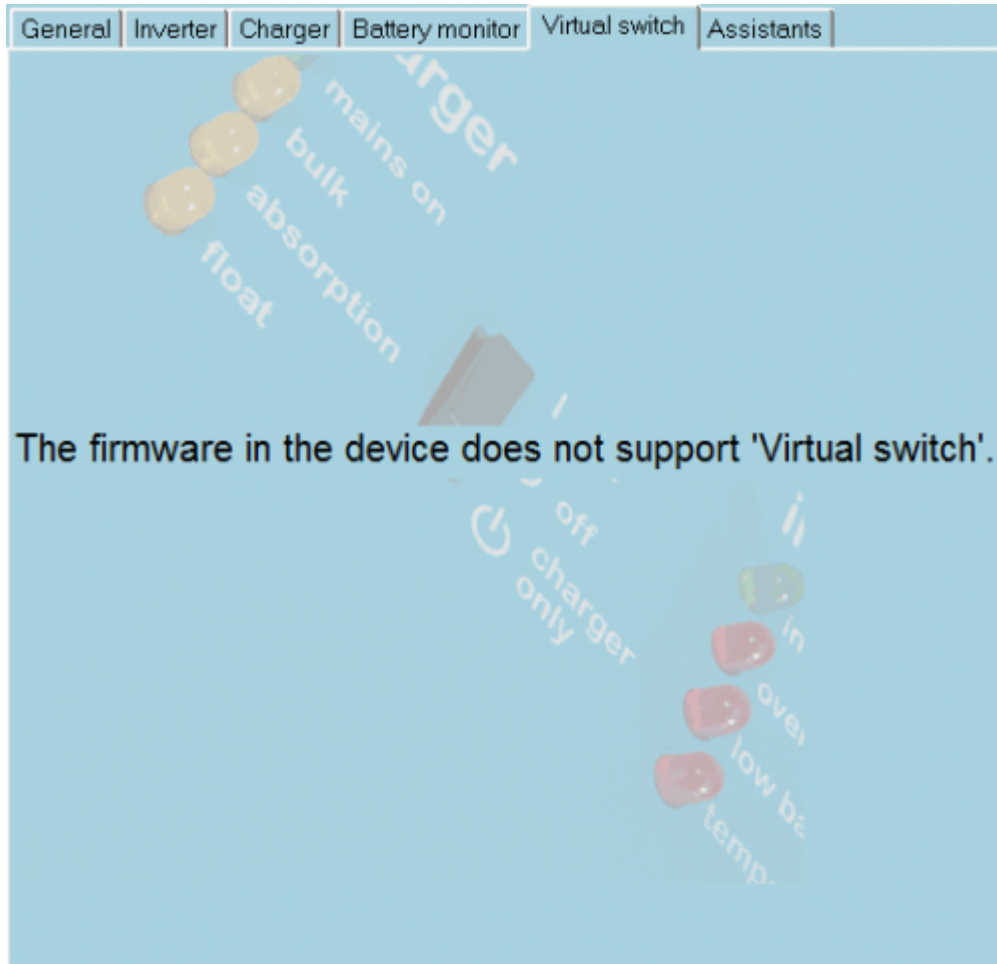 General Inverter Charger Battery monitor Virtual switch Assistants
mains on
bulk
absorption
float
The firmware in the device does not support 'Virtual switch'.
off
charger
only